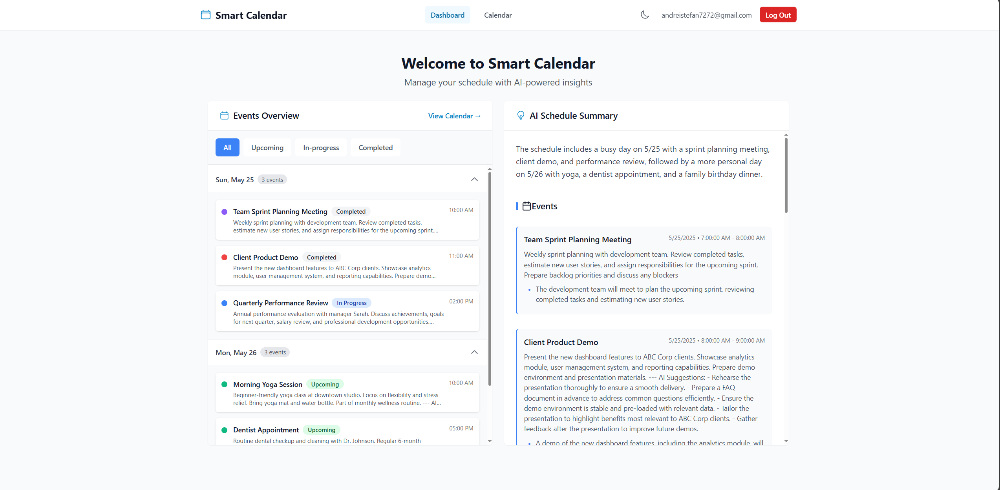 Smart Calendar
Dashboard
Calendar
andreistefan7272@gmail.com
Log Out
Welcome to Smart Calendar
Manage your schedule with AI-powered insights
Events Overview
View Calendar →
All
Upcoming
In-progress
Completed
Sun, May 25
3 events
Team Sprint Planning Meeting
Completed
10:00 AM
Weekly sprint planning with development team. Review completed tasks,
estimate new user stories, and assign responsibilities for the upcoming sprint....
Client Product Demo
Completed
11:00 AM
Present the new dashboard features to ABC Corp clients. Showcase analytics
module, user management system, and reporting capabilities. Prepare demo...
Quarterly Performance Review
In Progress
02:00 PM
Annual performance evaluation with manager Sarah. Discuss achievements, goals
for next quarter, salary review, and professional development opportunities....
Mon, May 26
3 events
Morning Yoga Session
Upcoming
10:00 AM
Beginner-friendly yoga class at downtown studio. Focus on flexibility and stress
relief. Bring yoga mat and water bottle. Part of monthly wellness routine. --- AI...
Dentist Appointment
Upcoming
05:00 PM
Routine dental checkup and cleaning with Dr. Johnson. Regular 6-month
AI Schedule Summary
The schedule includes a busy day on 5/25 with a sprint planning meeting,
client demo, and performance review, followed by a more personal day
on 5/26 with yoga, a dentist appointment, and a family birthday dinner.
Events
Team Sprint Planning Meeting
5/25/2025 • 7:00:00 AM - 8:00:00 AM
Weekly sprint planning with development team. Review completed tasks,
estimate new user stories, and assign responsibilities for the upcoming sprint.
Prepare backlog priorities and discuss any blockers
• The development team will meet to plan the upcoming sprint, reviewing
completed tasks and estimating new user stories.
Client Product Demo
5/25/2025 • 8:00:00 AM - 9:00:00 AM
Present the new dashboard features to ABC Corp clients. Showcase analytics
module, user management system, and reporting capabilities. Prepare demo
environment and presentation materials. --- AI Suggestions: - Rehearse the
presentation thoroughly to ensure a smooth delivery. - Prepare a FAQ
document in advance to address common questions efficiently. - Ensure the
demo environment is stable and pre-loaded with relevant data. - Tailor the
presentation to highlight benefits most relevant to ABC Corp clients. - Gather
feedback after the presentation to improve future demos.
• A demo of the new dashboard features, including the analytics module, will